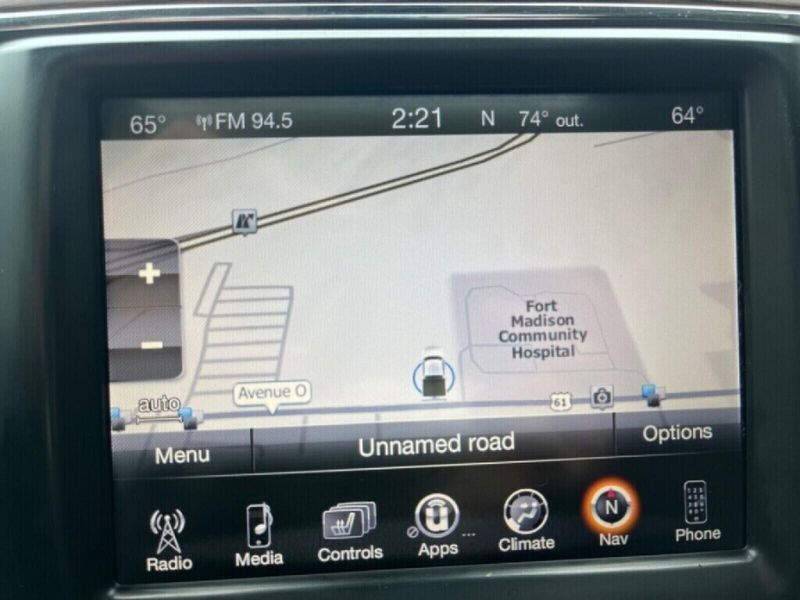 65° FM 94.5 2:21 N 74° out. 64°
+
Fort
Madison
Community
Hospital
−
Avenue O
61
auto
Menu Unnamed road Options
N
Radio Media Controls Apps ... Climate Nav Phone